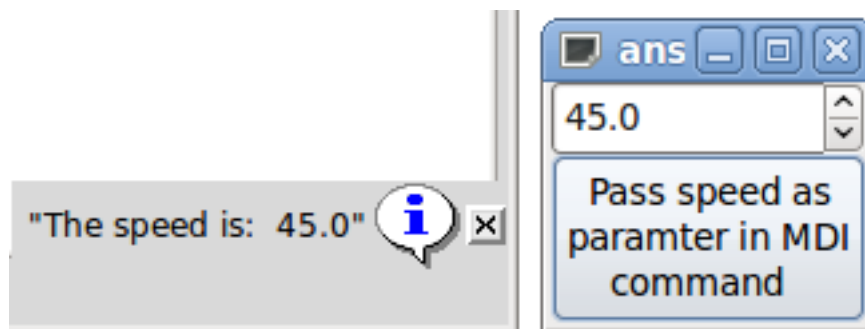 "The speed is:  45.0"
i
ans
45.0
Pass speed as
paramter in MDI
command